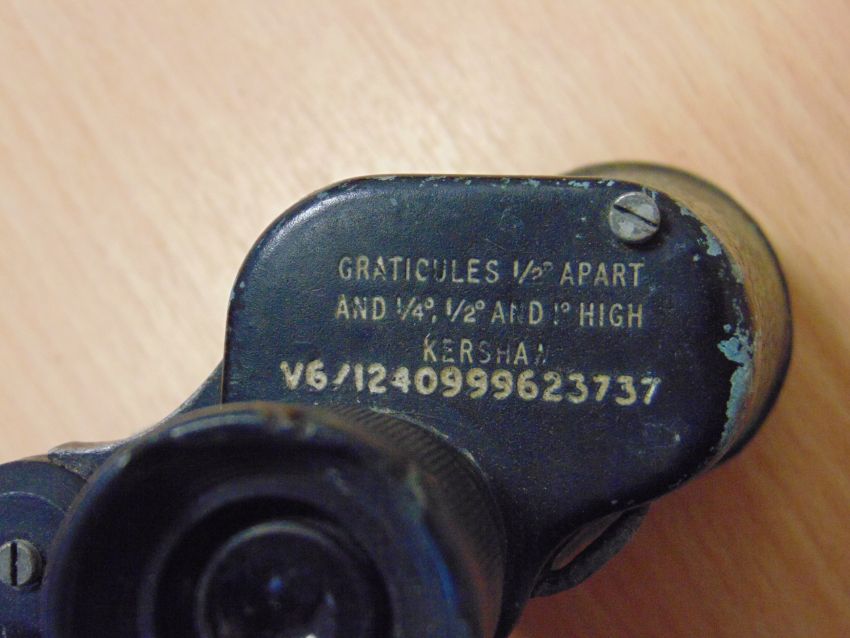 GRATICULES 1/2° APART
AND 1/4°, 1/2° AND 1° HIGH
KERSHAW
V6/1240999623737